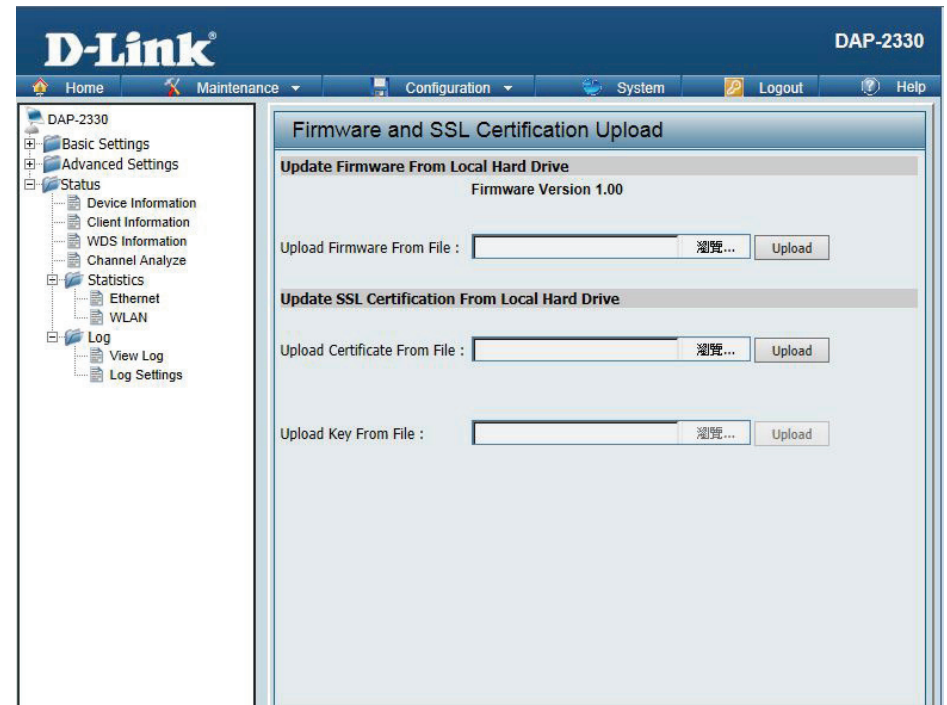 D-Link®
DAP-2330
Home
Maintenance
Configuration
System
Logout
Help
DAP-2330
Basic Settings
Advanced Settings
Status
Device Information
Client Information
WDS Information
Channel Analyze
Statistics
Ethernet
WLAN
Log
View Log
Log Settings
Firmware and SSL Certification Upload
Update Firmware From Local Hard Drive
Firmware Version 1.00
Upload Firmware From File : 瀏覽... Upload
Update SSL Certification From Local Hard Drive
Upload Certificate From File : 瀏覽... Upload
Upload Key From File : 瀏覽... Upload